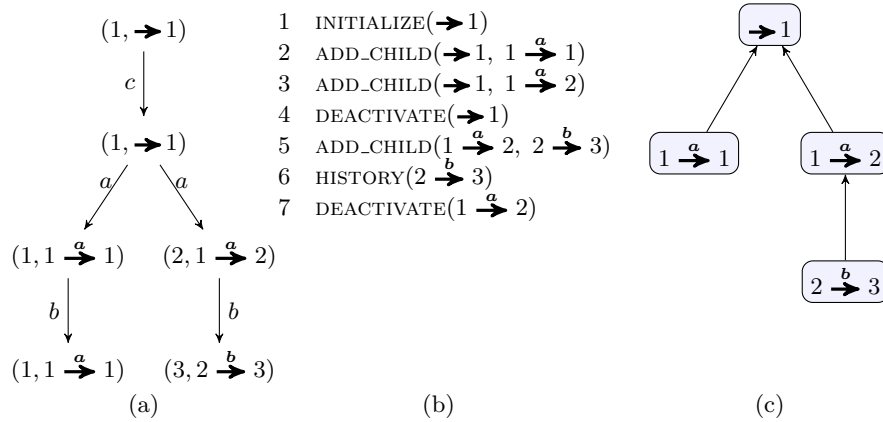 (1, → 1)
c
(1, → 1)
a a
(1, 1 a→ 1) (2, 1 a→ 2)
b b
(1, 1 a→ 1) (3, 2 b→ 3)
(a)
1 INITIALIZE(→ 1)
2 ADD_CHILD(→ 1, 1 a→ 1)
3 ADD_CHILD(→ 1, 1 a→ 2)
4 DEACTIVATE(→ 1)
5 ADD_CHILD(1 a→ 2, 2 b→ 3)
6 HISTORY(2 b→ 3)
7 DEACTIVATE(1 a→ 2)
(b)
→ 1
1 a→ 1 1 a→ 2
2 b→ 3
(c)